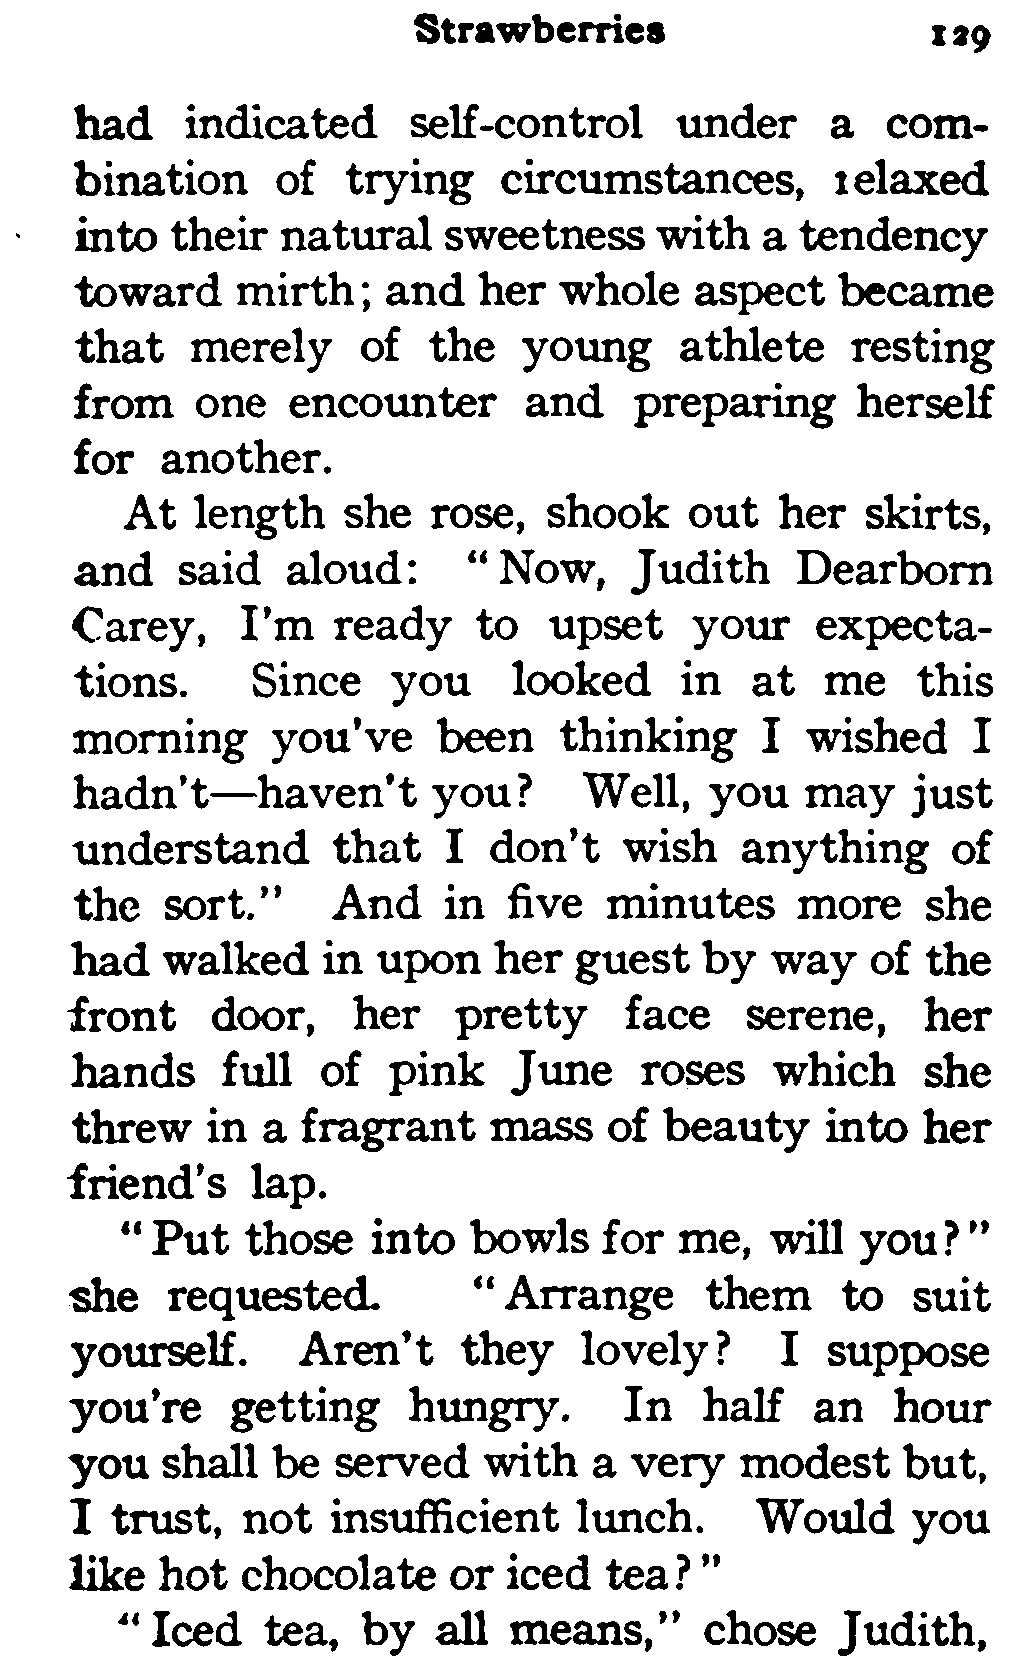 Strawberries 129
had indicated self-control under a com-
bination of trying circumstances, relaxed
into their natural sweetness with a tendency
toward mirth; and her whole aspect became
that merely of the young athlete resting
from one encounter and preparing herself
for another.
At length she rose, shook out her skirts,
and said aloud: "Now, Judith Dearborn
Carey, I'm ready to upset your expecta-
tions. Since you looked in at me this
morning you've been thinking I wished I
hadn't—haven't you? Well, you may just
understand that I don't wish anything of
the sort." And in five minutes more she
had walked in upon her guest by way of the
front door, her pretty face serene, her
hands full of pink June roses which she
threw in a fragrant mass of beauty into her
friend's lap.
"Put those into bowls for me, will you?"
she requested. "Arrange them to suit
yourself. Aren't they lovely? I suppose
you're getting hungry. In half an hour
you shall be served with a very modest but,
I trust, not insufficient lunch. Would you
like hot chocolate or iced tea?"
"Iced tea, by all means," chose Judith,